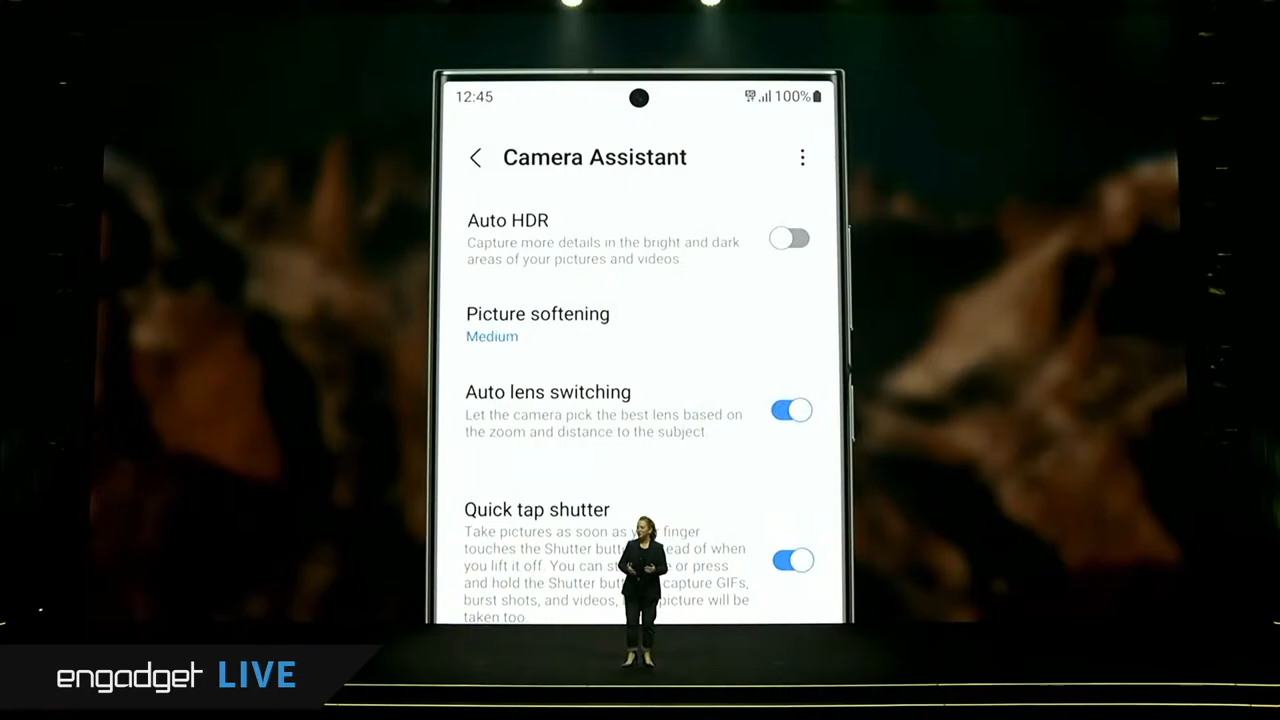 12:45
5G 100%
Camera Assistant
Auto HDR
Capture more details in the bright and dark
areas of your pictures and videos.
Picture softening
Medium
Auto lens switching
Let the camera pick the best lens based on
the zoom and distance to the subject.
Quick tap shutter
Take pictures as soon as finger
touches the Shutter of when
you lift it off. You can or press
and hold the Shutter capture GIFs,
burst shots, and videos, picture will be
taken too.
engadget LIVE